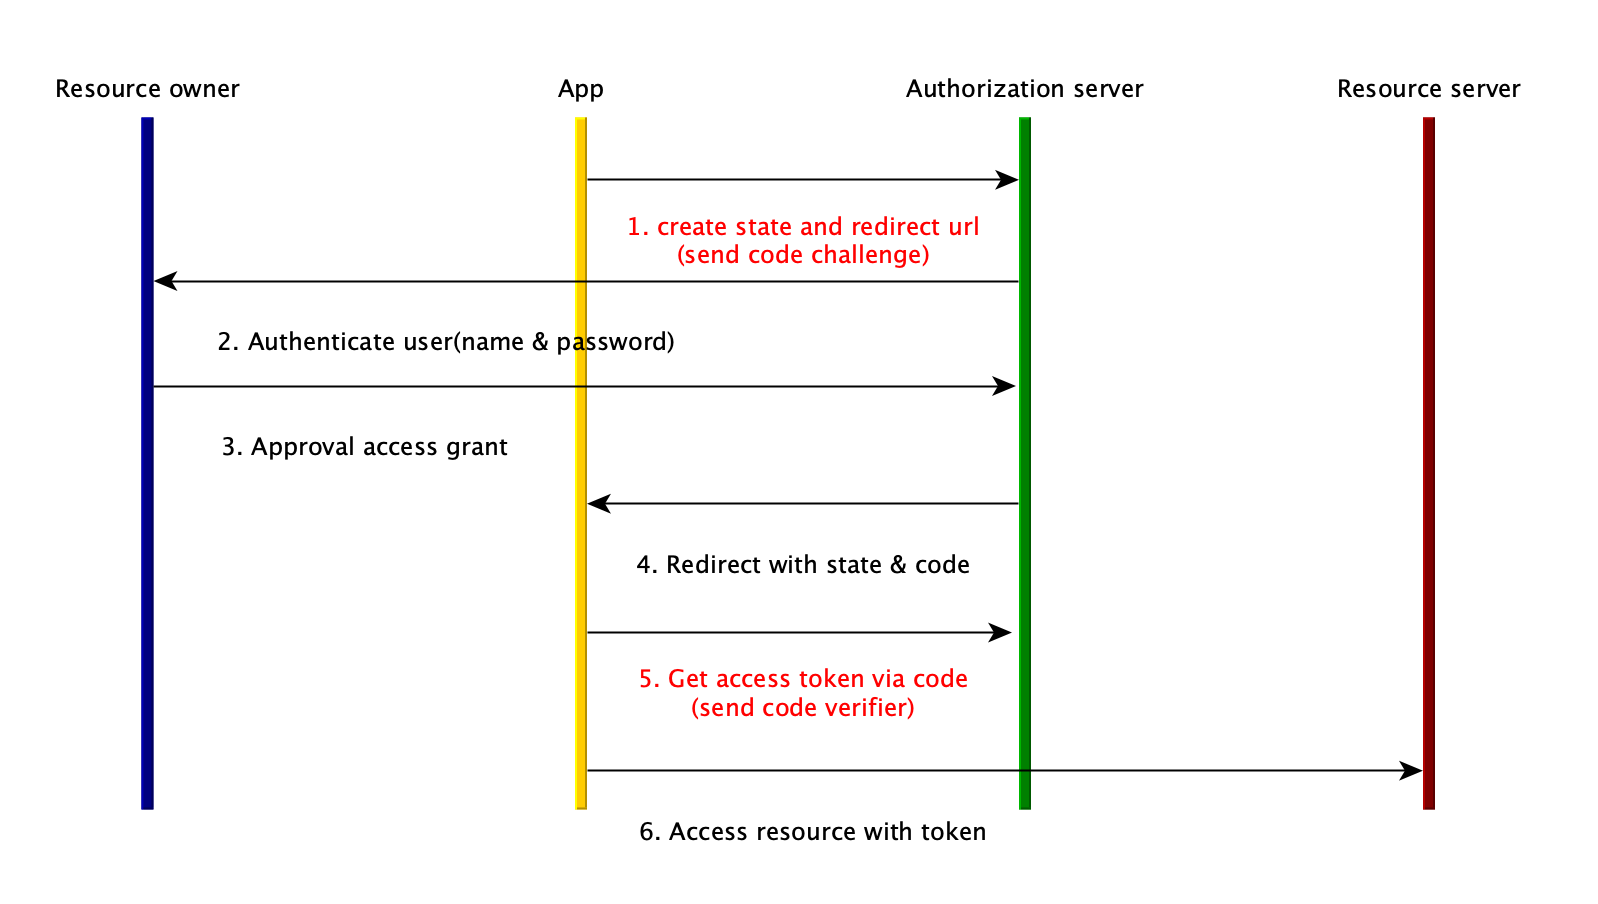 Resource owner
App
Authorization server
Resource server
1. create state and redirect url
(send code challenge)
2. Authenticate user(name & password)
3. Approval access grant
4. Redirect with state & code
5. Get access token via code
(send code verifier)
6. Access resource with token